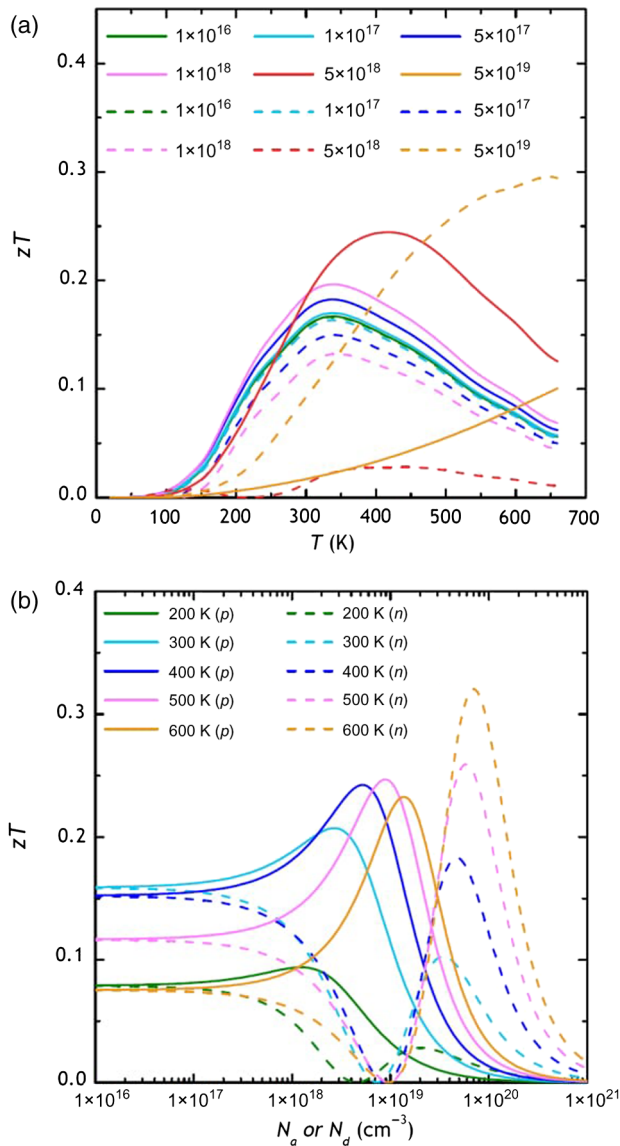 (a)
0.4
0.3
0.2
0.1
0.0
zT
1×10¹⁶ 1×10¹⁷ 5×10¹⁷
1×10¹⁸ 5×10¹⁸ 5×10¹⁹
1×10¹⁶ 1×10¹⁷ 5×10¹⁷
1×10¹⁸ 5×10¹⁸ 5×10¹⁹
0 100 200 300 400 500 600 700
T (K)
(b)
0.4
0.3
0.2
0.1
0.0
zT
200 K (p) 200 K (n)
300 K (p) 300 K (n)
400 K (p) 400 K (n)
500 K (p) 500 K (n)
600 K (p) 600 K (n)
1×10¹⁶ 1×10¹⁷ 1×10¹⁸ 1×10¹⁹ 1×10²⁰ 1×10²¹
Nₐ or N_d (cm⁻³)